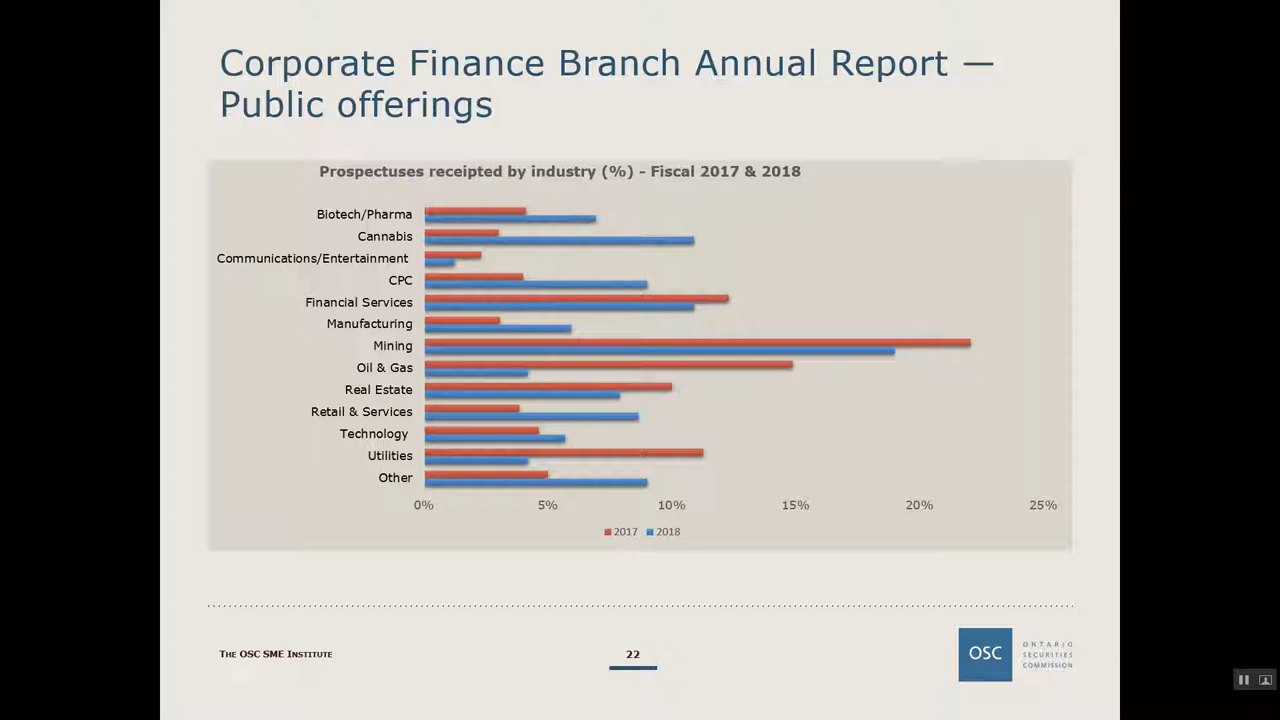 Corporate Finance Branch Annual Report —
Public offerings
Prospectuses receipted by industry (%) - Fiscal 2017 & 2018
Biotech/Pharma
Cannabis
Communications/Entertainment
CPC
Financial Services
Manufacturing
Mining
Oil & Gas
Real Estate
Retail & Services
Technology
Utilities
Other
0% 5% 10% 15% 20% 25%
2017 2018
THE OSC SME INSTITUTE
22
OSC
ONTARIO
SECURITIES
COMMISSION